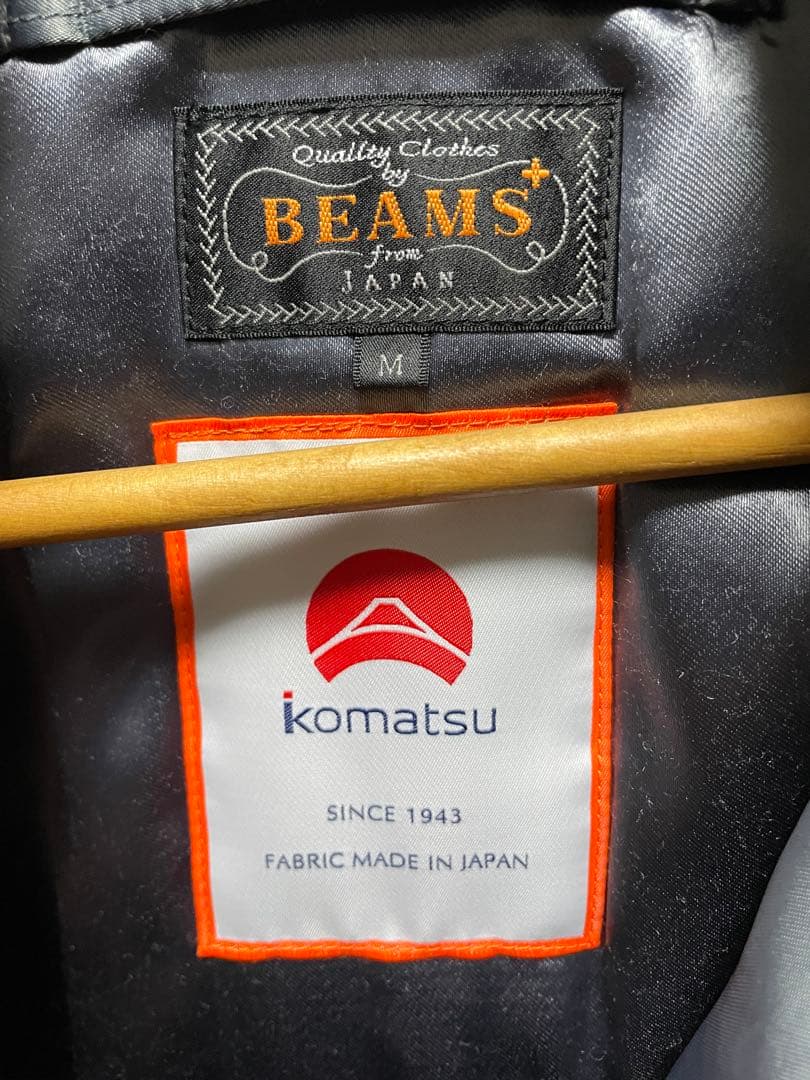 Quality Clothes
by
BEAMS+
from
JAPAN
M
komatsu
SINCE 1943
FABRIC MADE IN JAPAN